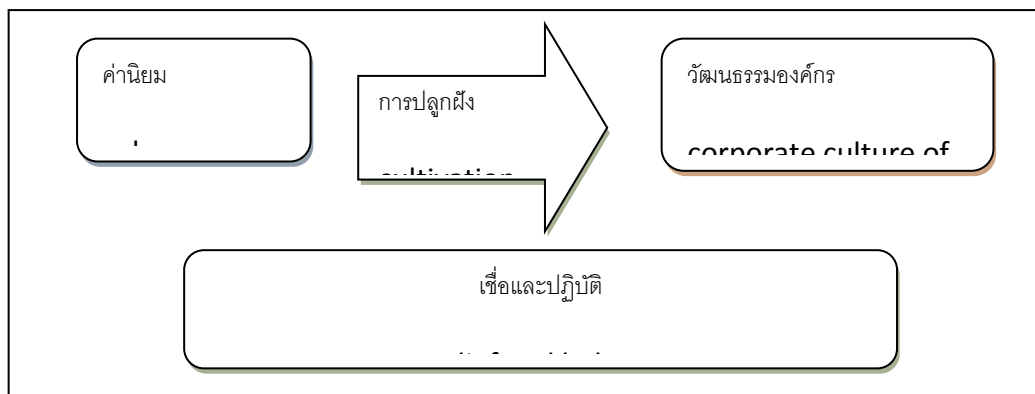 ค่านิยม
การปลูกฝัง
cultivation
วัฒนธรรมองค์กร
corporate culture of
เชื่อและปฏิบัติ